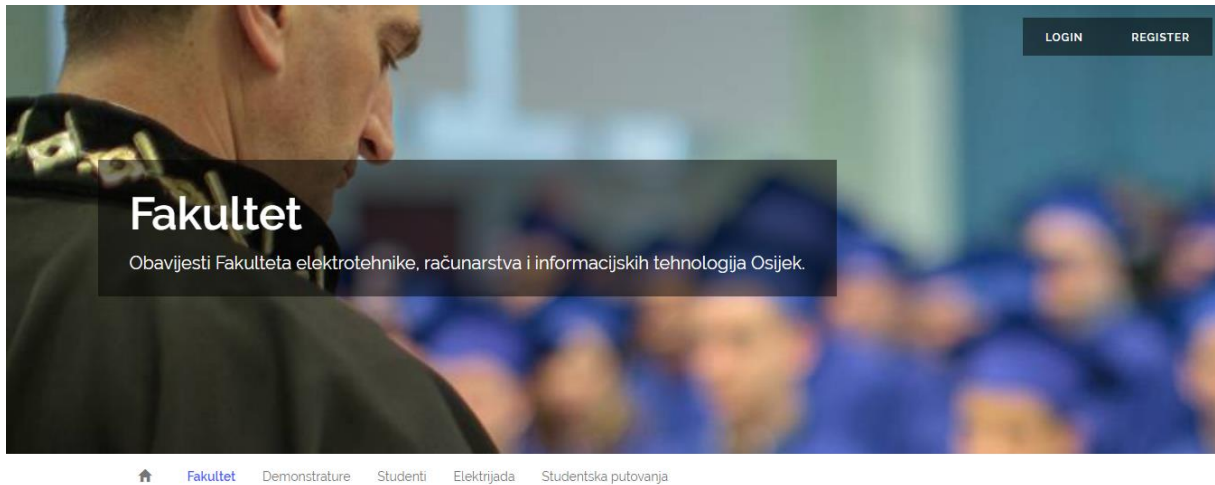 LOGIN REGISTER
Fakultet
Obavijesti Fakulteta elektrotehnike, računarstva i informacijskih tehnologija Osijek.
Fakultet Demonstrature Studenti Elektrijada Studentska putovanja